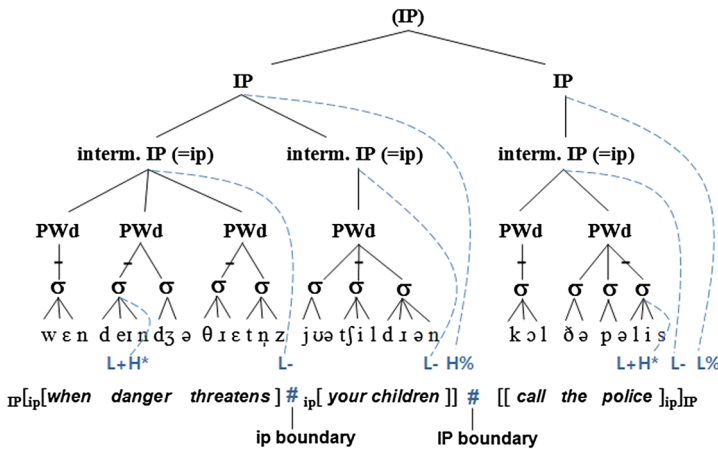 (IP)
IP IP
interm. IP (=ip) interm. IP (=ip) interm. IP (=ip)
PWd PWd PWd PWd PWd PWd
σ σ σ σ σ σ σ σ σ σ σ σ
w ɛ n d eɪ n dʒ ə θ ɹ ɛ t n̩ z j ʊə tʃ i l d ɹ ə n k ɔ l ð ə p ə l i s
L+H* L- L- H% L+H* L- L%
IP[ip[when danger threatens ] # ip[ your children ]] # [[ call the police ]ip]IP
ip boundary IP boundary